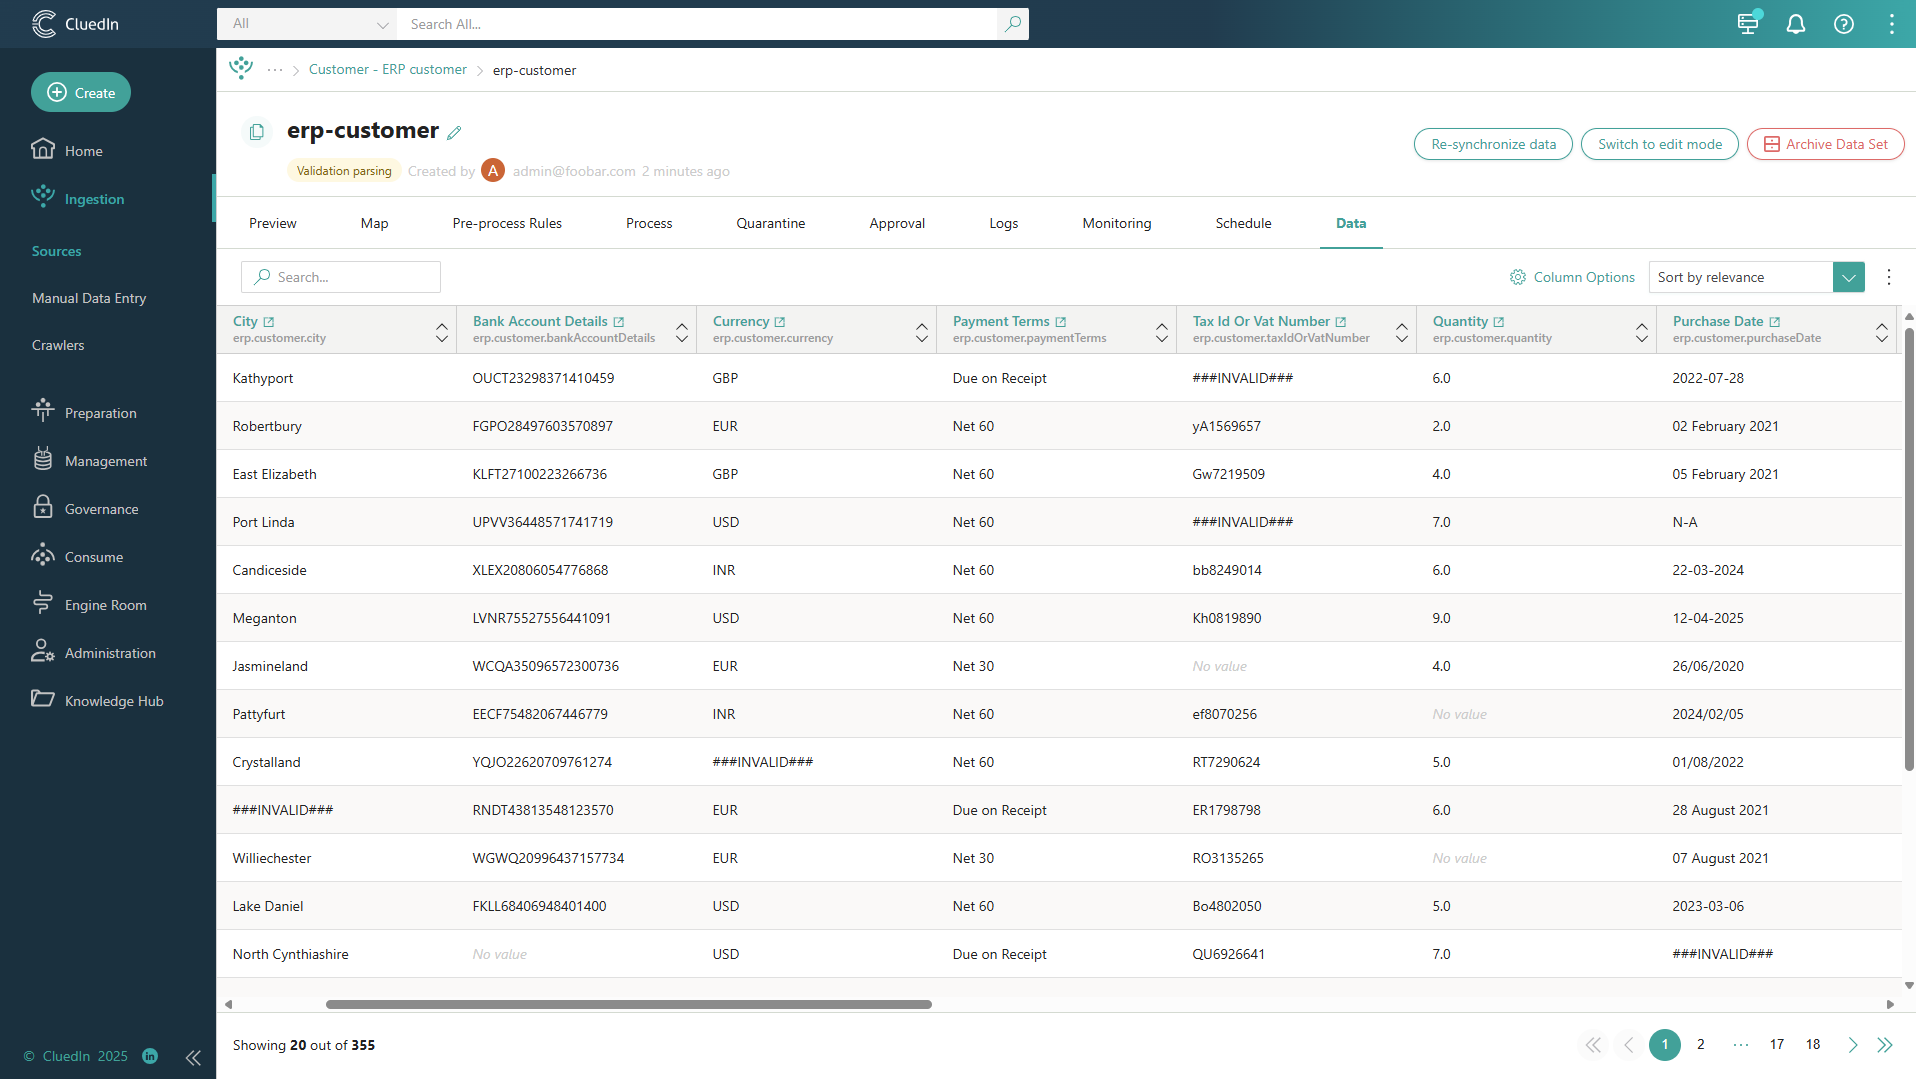 CluedIn
All
Search All...
Create
Home
Ingestion
Sources
Manual Data Entry
Crawlers
Preparation
Management
Governance
Consume
Engine Room
Administration
Knowledge Hub
© CluedIn 2025
··· Customer - ERP customer erp-customer
erp-customer
Validation parsing Created by A admin@foobar.com 2 minutes ago
Re-synchronize data Switch to edit mode Archive Data Set
Preview Map Pre-process Rules Process Quarantine Approval Logs Monitoring Schedule Data
Search... Column Options Sort by relevance
City Bank Account Details Currency Payment Terms Tax Id Or Vat Number Quantity Purchase Date
erp.customer.city erp.customer.bankAccountDetails erp.customer.currency erp.customer.paymentTerms erp.customer.taxIdOrVatNumber erp.customer.quantity erp.customer.purchaseDate
Kathyport OUCT23298371410459 GBP Due on Receipt ###INVALID### 6.0 2022-07-28
Robertbury FGPO28497603570897 EUR Net 60 yA1569657 2.0 02 February 2021
East Elizabeth KLFT27100223266736 GBP Net 60 Gw7219509 4.0 05 February 2021
Port Linda UPVV36448571741719 USD Net 60 ###INVALID### 7.0 N-A
Candiceside XLEX20806054776868 INR Net 60 bb8249014 6.0 22-03-2024
Meganton LVNR75527556441091 USD Net 60 Kh0819890 9.0 12-04-2025
Jasmineland WCQA35096572300736 EUR Net 30 No value 4.0 26/06/2020
Pattyfurt EECF75482067446779 INR Net 60 ef8070256 No value 2024/02/05
Crystalland YQJO22620709761274 ###INVALID### Net 60 RT7290624 5.0 01/08/2022
###INVALID### RNDT43813548123570 EUR Due on Receipt ER1798798 6.0 28 August 2021
Williechester WGWQ20996437157734 EUR Net 30 RO3135265 No value 07 August 2021
Lake Daniel FKLL68406948401400 USD Net 60 Bo4802050 5.0 2023-03-06
North Cynthiashire No value USD Due on Receipt QU6926641 7.0 ###INVALID###
Showing 20 out of 355
1 2 ··· 17 18